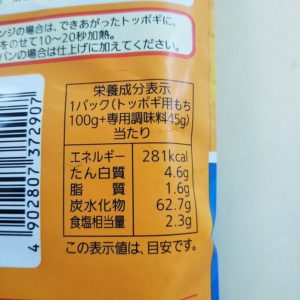 ンジの場合は、できあがったトッポギに、
をのせて10~20秒加熱。
パンの場合は仕上げに加えてください。
栄養成分表示
1パック(トッポギ用もち
100g+専用調味料45g)
当たり
エネルギー 281kcal
たん白質 4.6g
脂質 1.6g
炭水化物 62.7g
食塩相当量 2.3g
この表示値は、目安です。
4902807372907